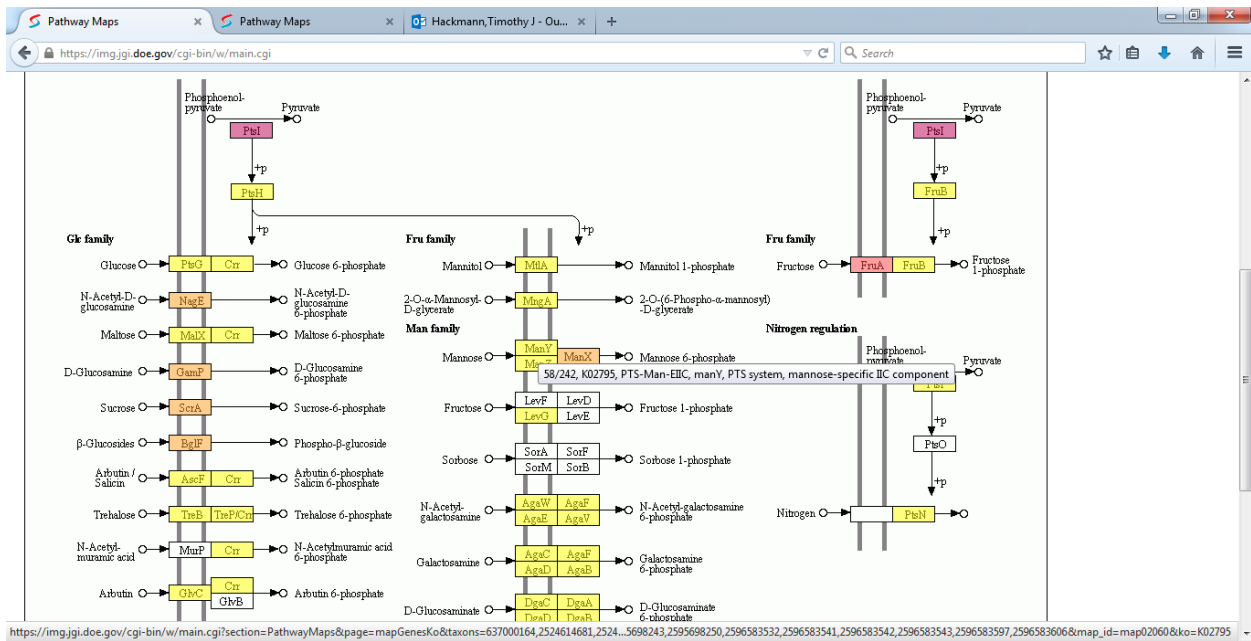 Pathway Maps
Pathway Maps
Hackmann,Timothy J - Ou...
https://img.jgi.doe.gov/cgi-bin/w/main.cgi
Search
Phosphoenol-
pyruvate
Pyruvate
PtsI
+p
PtsH
+p
+p
Phosphoenol-
pyruvate
Pyruvate
PtsI
+p
FruB
+p
Glc family
Glucose
PtsG
Crr
Glucose 6-phosphate
N-Acetyl-D-
glucosamine
NagE
N-Acetyl-D-
glucosamine
6-phosphate
Maltose
MalX
Crr
Maltose 6-phosphate
D-Glucosamine
GamP
D-Glucosamine
6-phosphate
Sucrose
ScrA
Sucrose-6-phosphate
β-Glucosides
BglF
Phospho-β-glucoside
Arbutin /
Salicin
AscF
Crr
Arbutin 6-phosphate
Salicin 6-phosphate
Trehalose
TreB
TreP/Crr
Trehalose 6-phosphate
N-Acetyl-
muramic acid
MurP
Crr
N-Acetylmuramic acid
6-phosphate
Arbutin
GlvC
Crr
GlvB
Arbutin 6-phosphate
Fru family
Mannitol
MtlA
Mannitol 1-phosphate
2-O-α-Mannosyl-
D-glycerate
MngA
2-O-(6-Phospho-α-mannosyl)
-D-glycerate
Man family
Mannose
ManY
ManX
Mannose 6-phosphate
58/242, K02795, PTS-Man-EIIC, manY, PTS system, mannose-specific IIC component
Fructose
LevF
LevD
LevG
LevE
Fructose 1-phosphate
Sorbose
SorA
SorF
SorM
SorB
Sorbose 1-phosphate
N-Acetyl-
galactosamine
AgaW
AgaF
AgaE
AgaV
N-Acetyl-galactosamine
6-phosphate
Galactosamine
AgaC
AgaF
AgaD
AgaB
Galactosamine
6-phosphate
D-Glucosaminate
DgaC
DgaA
DgaD
DgaB
D-Glucosaminate
6-phosphate
Fru family
Fructose
FruA
FruB
Fructose
1-phosphate
Nitrogen regulation
Phosphoenol-
pyruvate
Pyruvate
+p
PtsO
+p
Nitrogen
PtsN
https://img.jgi.doe.gov/cgi-bin/w/main.cgi?section=PathwayMaps&page=mapGenesKo&taxons=637000164,2524614681,2524...5698243,2595698250,2596583532,2596583541,2596583542,2596583543,2596583597,2596583606&map_id=map02060&ko=K02795